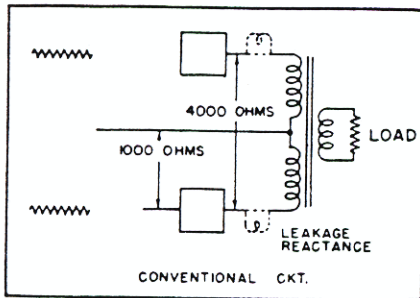 4000 OHMS
1000 OHMS
LOAD
LEAKAGE
REACTANCE
CONVENTIONAL CKT.